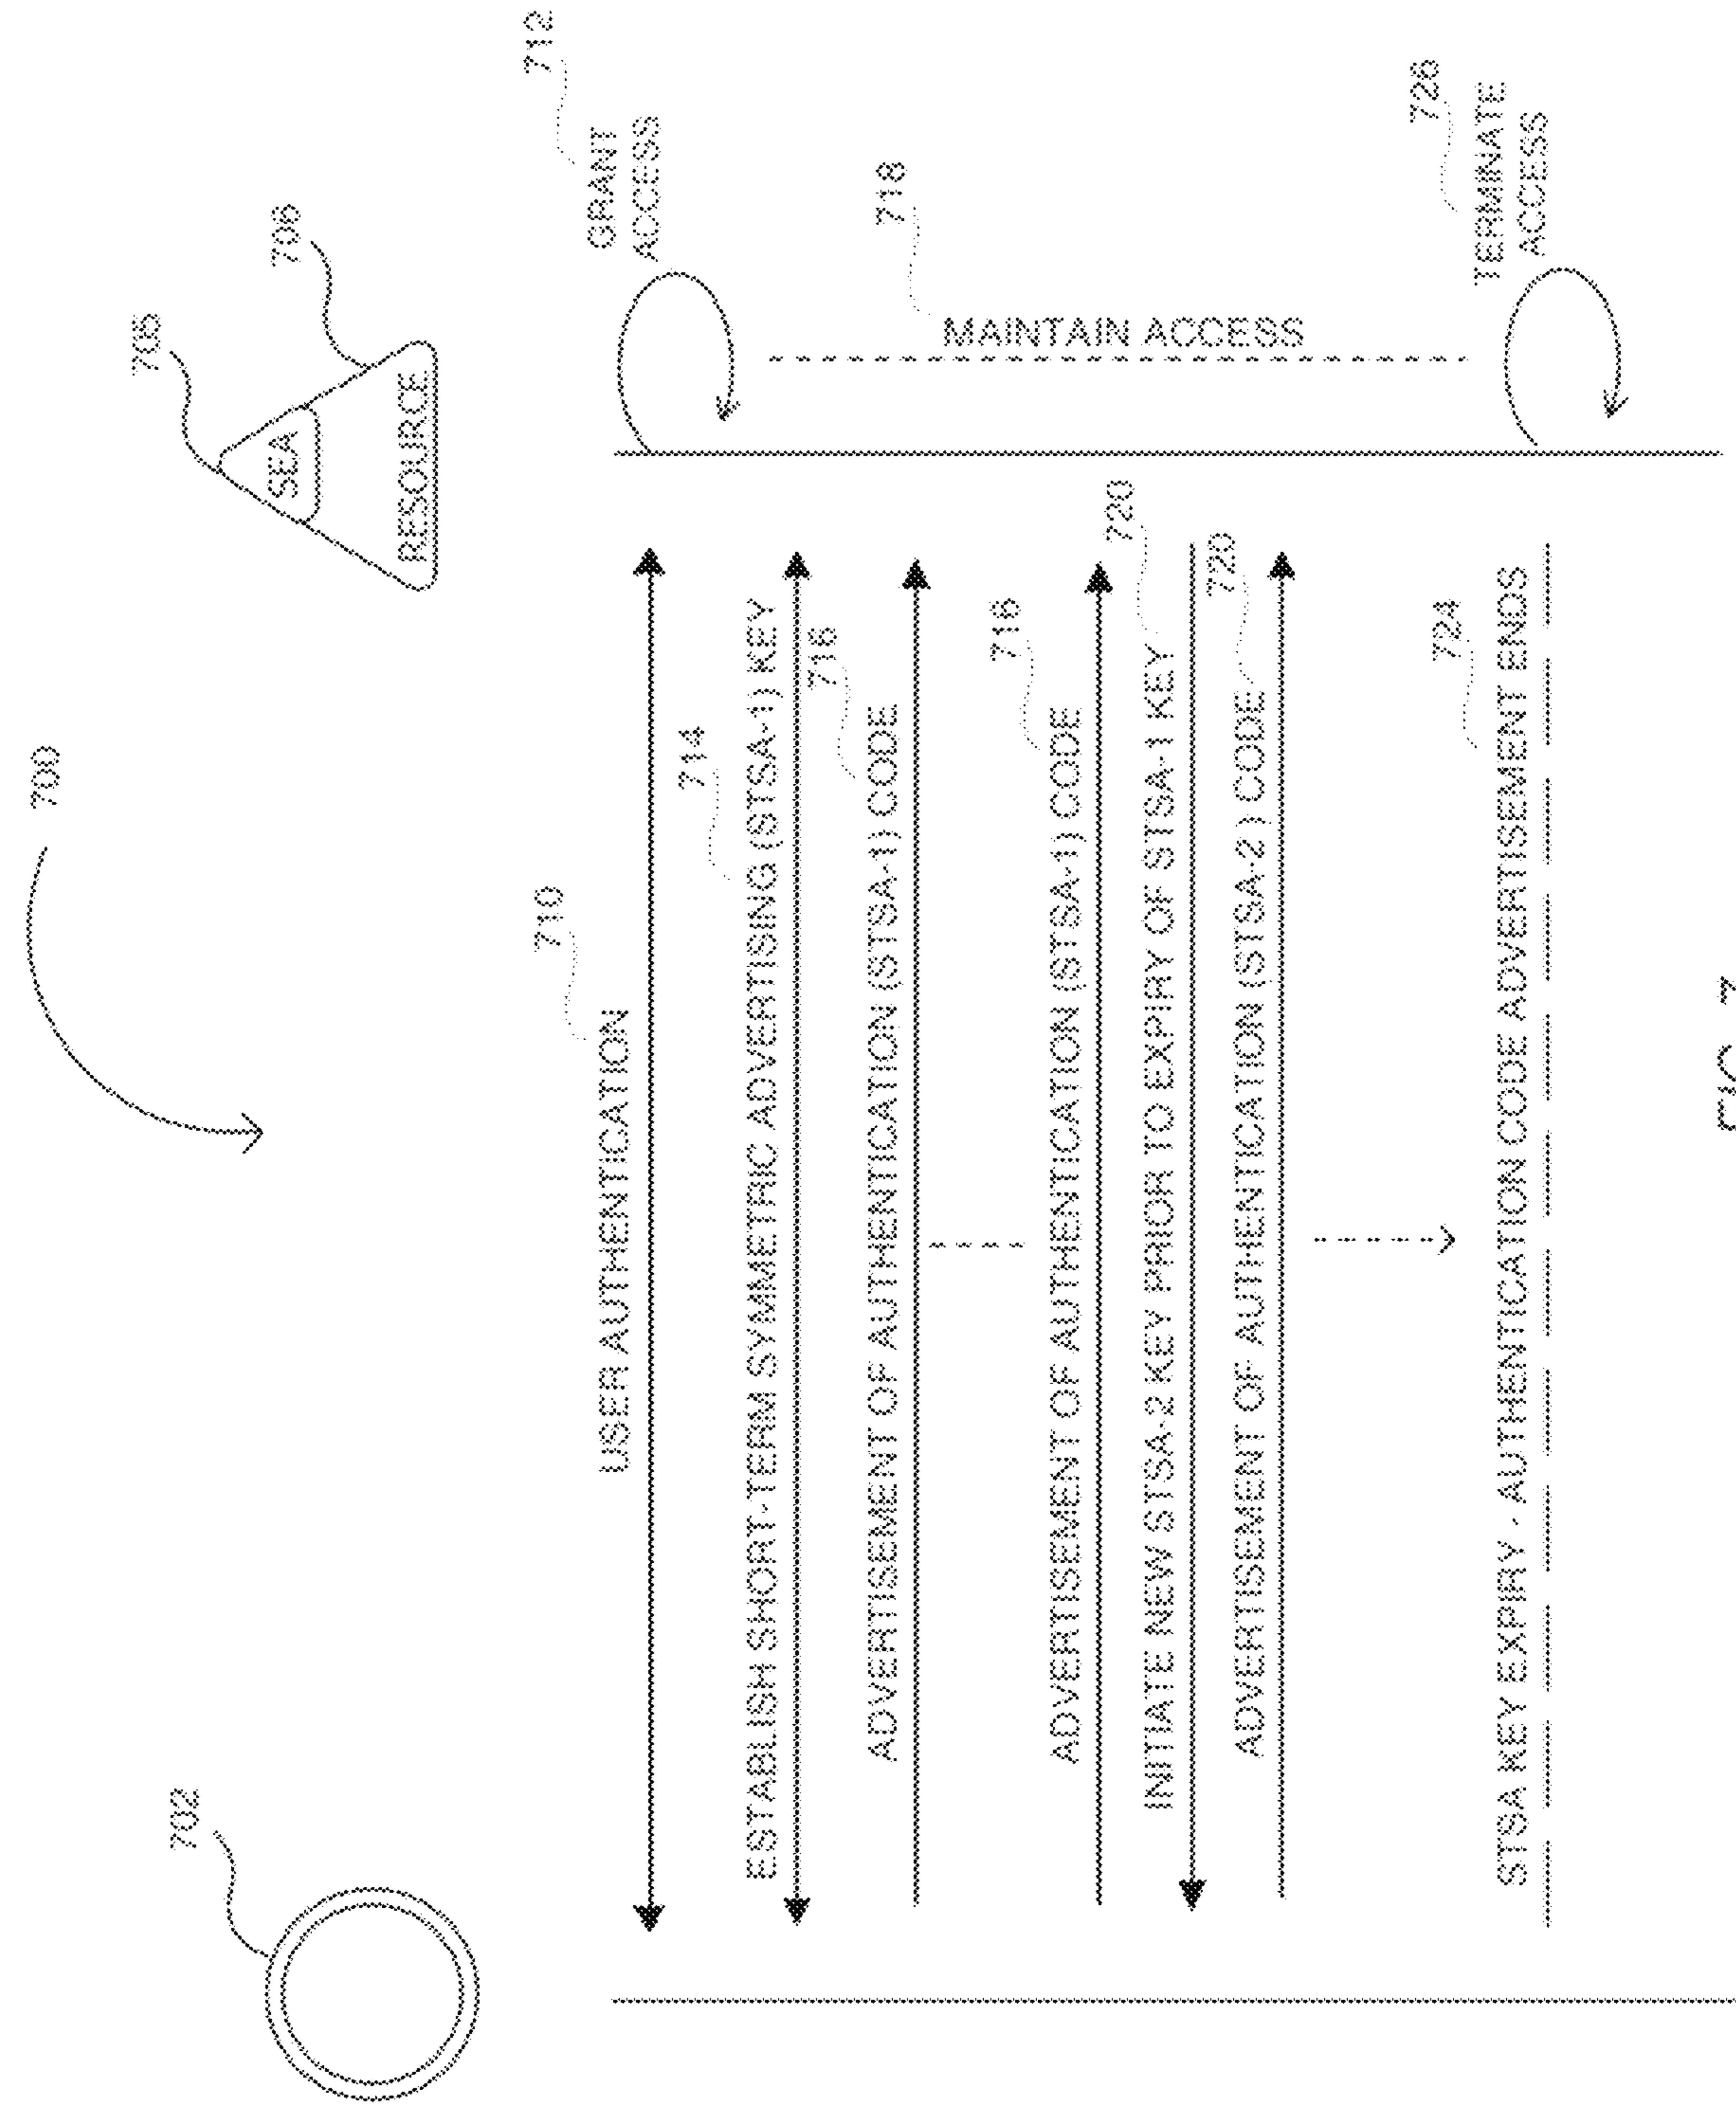 700
702
705
706
SEA
RESOURCE
712
GRANT
ACCESS
710
USER AUTHENTICATION
714
ESTABLISH SHORT-TERM SYMMETRIC ADVERTISING (STSA-1) KEY
716
ADVERTISEMENT OF AUTHENTICATION (STSA-1) CODE
718
MAINTAIN ACCESS
716
ADVERTISEMENT OF AUTHENTICATION (STSA-1) CODE
720
INITIATE NEW STSA-2 KEY PRIOR TO EXPIRY OF STSA-1 KEY
720
ADVERTISEMENT OF AUTHENTICATION (STSA-2 ) CODE
724
STSA KEY EXPIRY - AUTHENTICATION CODE ADVERTISEMENT ENDS
726
TERMINATE
ACCESS
FIG. 7